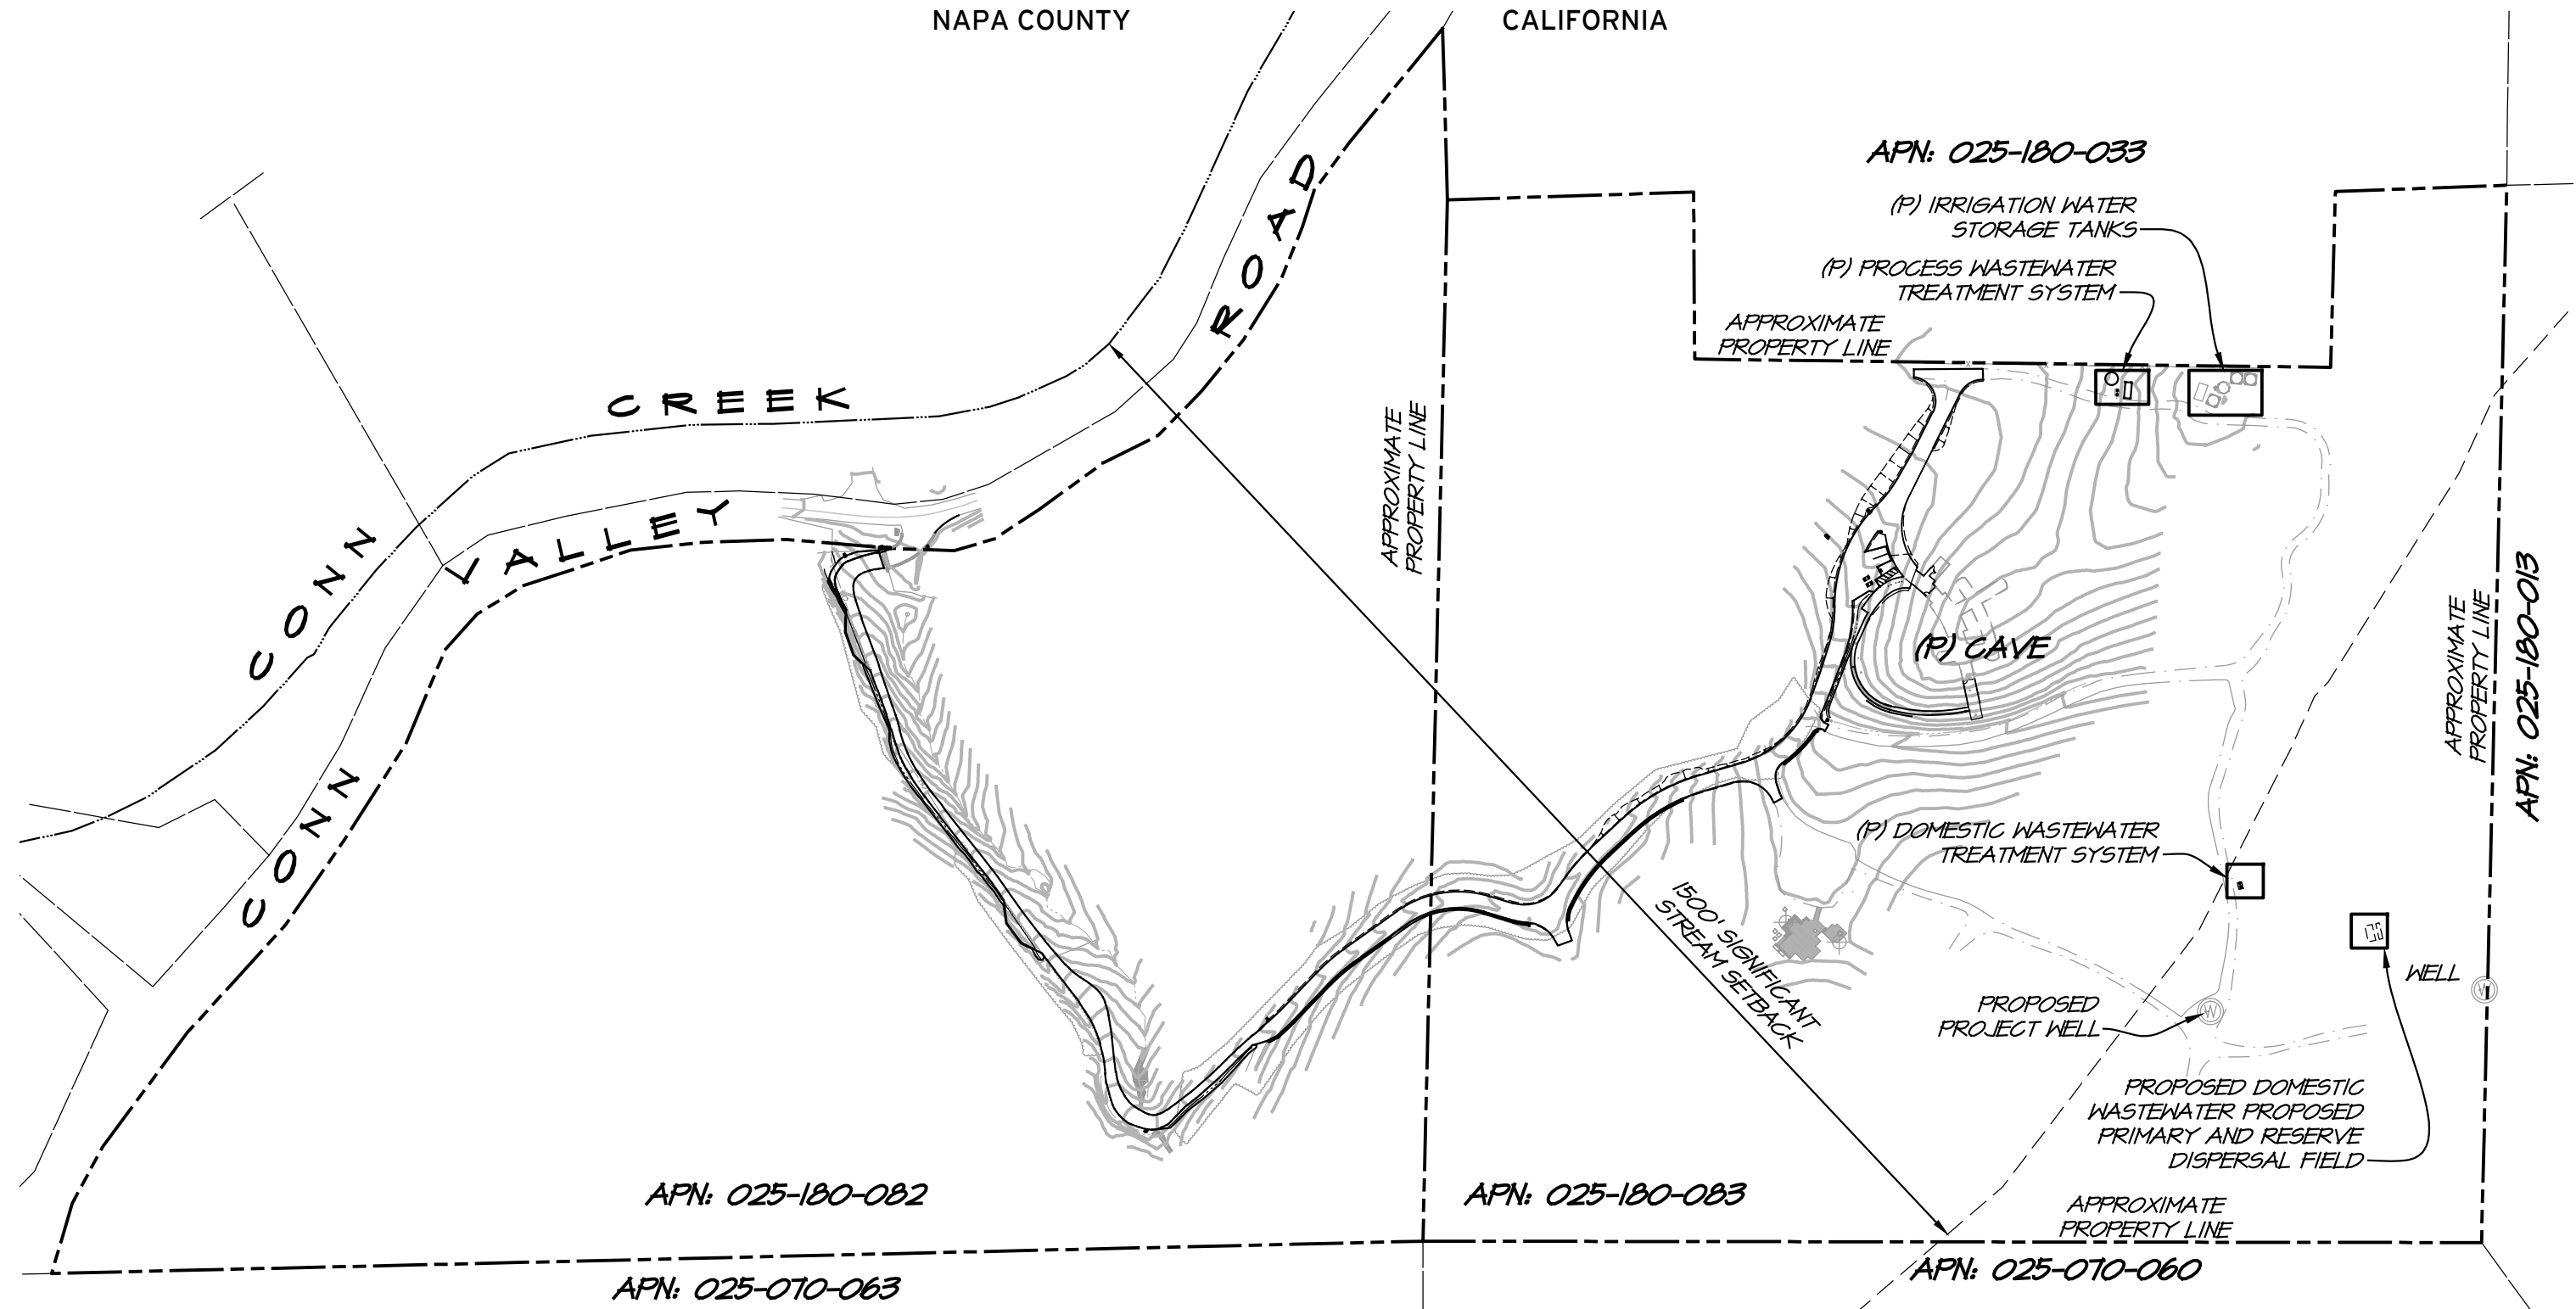 NAPA COUNTY
CALIFORNIA
APN: 025-180-033
(P) IRRIGATION WATER
STORAGE TANKS
(P) PROCESS WASTEWATER
TREATMENT SYSTEM
APPROXIMATE
PROPERTY LINE
CONN CREEK
CONN VALLEY ROAD
APPROXIMATE
PROPERTY LINE
(P) CAVE
APPROXIMATE
PROPERTY LINE
APN: 025-180-013
(P) DOMESTIC WASTEWATER
TREATMENT SYSTEM
1500' SIGNIFICANT
STREAM SETBACK
WELL
W
PROPOSED
PROJECT WELL
W
PROPOSED DOMESTIC
WASTEWATER PROPOSED
PRIMARY AND RESERVE
DISPERSAL FIELD
APN: 025-180-082
APN: 025-180-083
APPROXIMATE
PROPERTY LINE
APN: 025-070-063
APN: 025-070-060